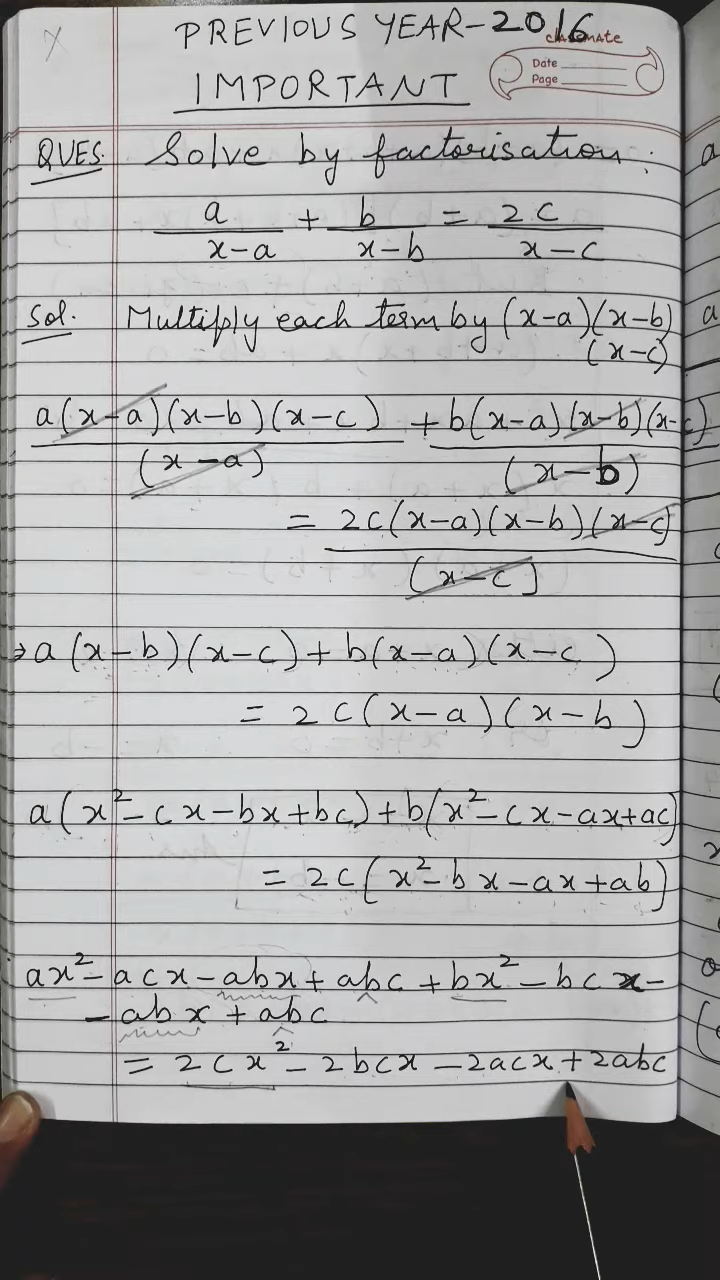 PREVIOUS YEAR-2016
classmate
Date
Page
IMPORTANT
QUES. Solve by factorisation:
a/(x-a) + b/(x-b) = 2c/(x-c)
Sol. Multiply each term by (x-a)(x-b)
(x-c)
a(x-a)(x-b)(x-c)/(x-a) + b(x-a)(x-b)(x-c)/(x-b)
= 2c(x-a)(x-b)(x-c)/(x-c)
⇒ a(x-b)(x-c) + b(x-a)(x-c)
= 2c(x-a)(x-b)
a(x²-cx-bx+bc)+b(x²-cx-ax+ac)
= 2c(x²-bx-ax+ab)
ax²-acx-abx+abc+bx²-bcx-
-abx+abc
= 2cx²-2bcx-2acx+2abc